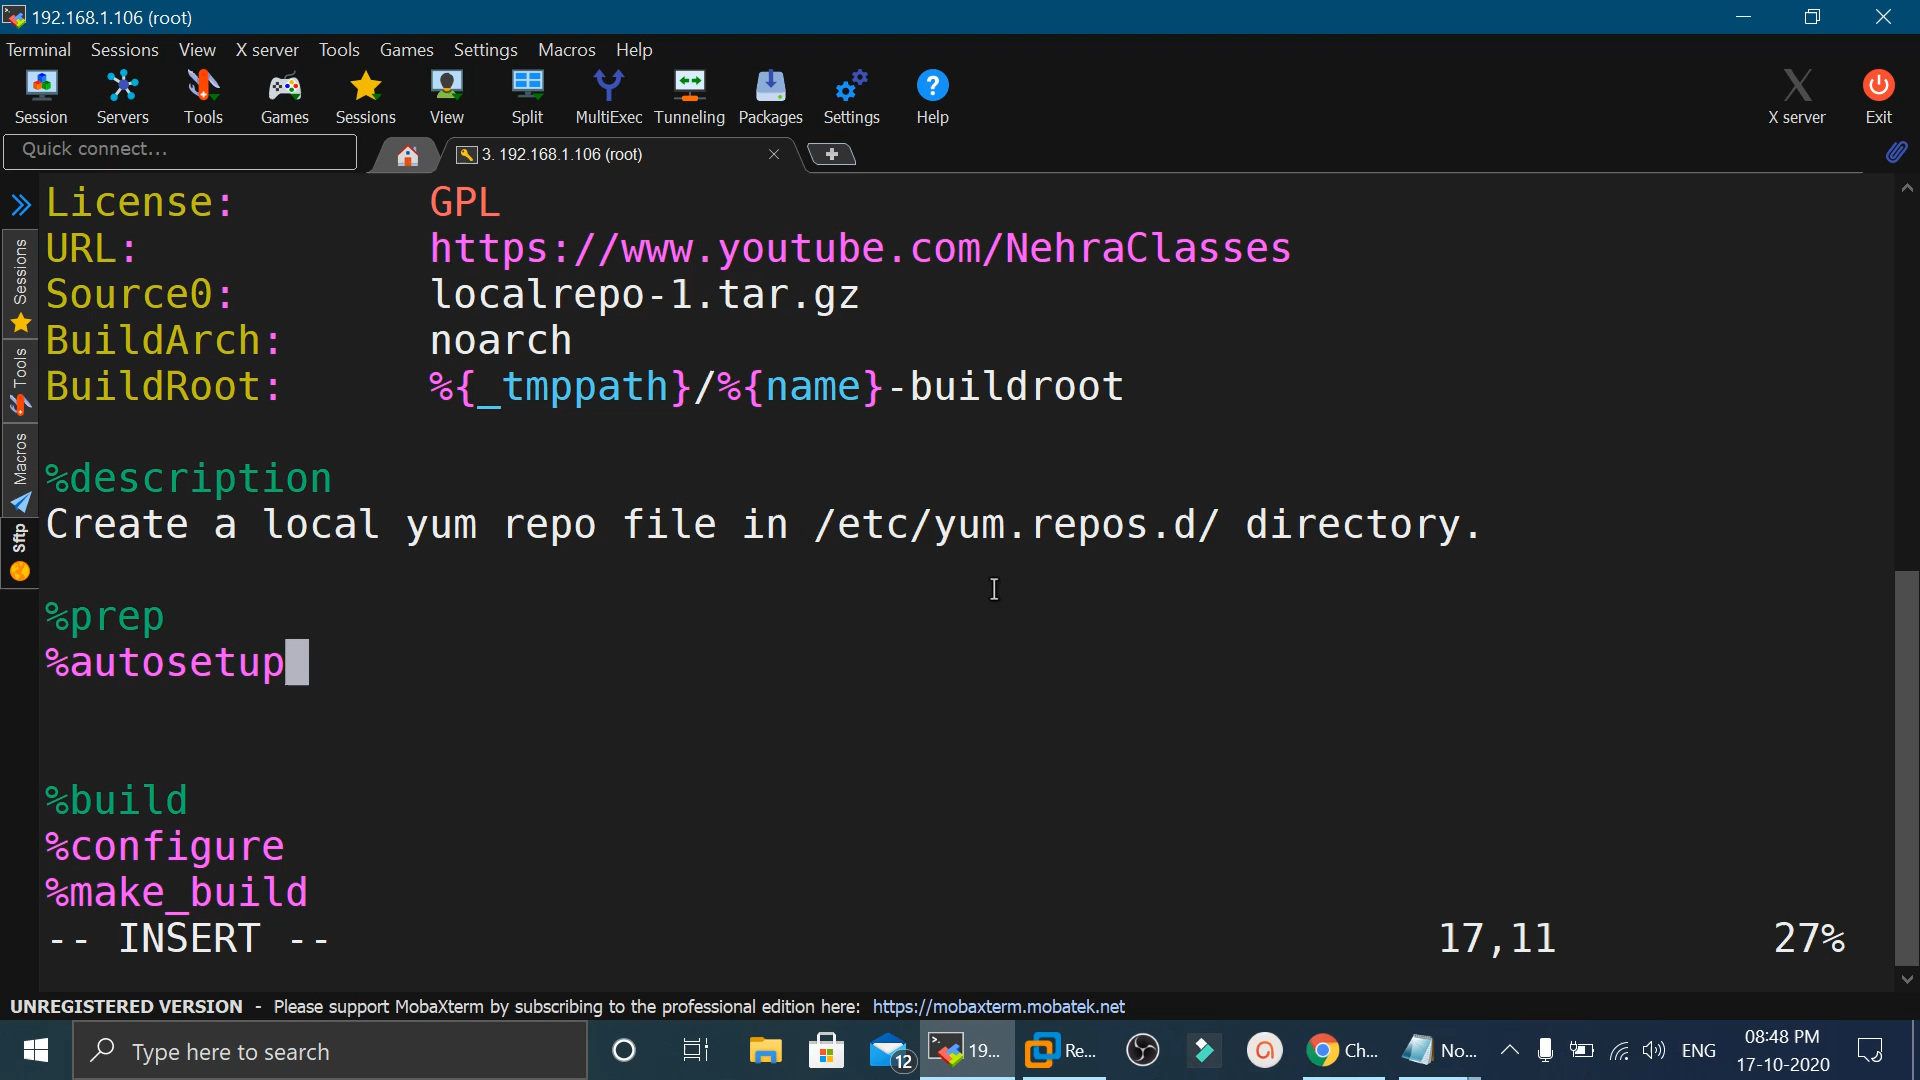 192.168.1.106 (root)
Terminal Sessions View X server Tools Games Settings Macros Help
Session Servers Tools Games Sessions View Split MultiExec Tunneling Packages Settings Help X server Exit
Quick connect... 3. 192.168.1.106 (root)
Sessions
Tools
Macros
Sftp
License: GPL
URL: https://www.youtube.com/NehraClasses
Source0: localrepo-1.tar.gz
BuildArch: noarch
BuildRoot: %{_tmppath}/%{name}-buildroot
%description
Create a local yum repo file in /etc/yum.repos.d/ directory.
%prep
%autosetup
%build
%configure
%make_build
-- INSERT -- 17,11 27%
UNREGISTERED VERSION - Please support MobaXterm by subscribing to the professional edition here: https://mobaxterm.mobatek.net
Type here to search 12 19... Re... Ch... No... ENG 08:48 PM
17-10-2020